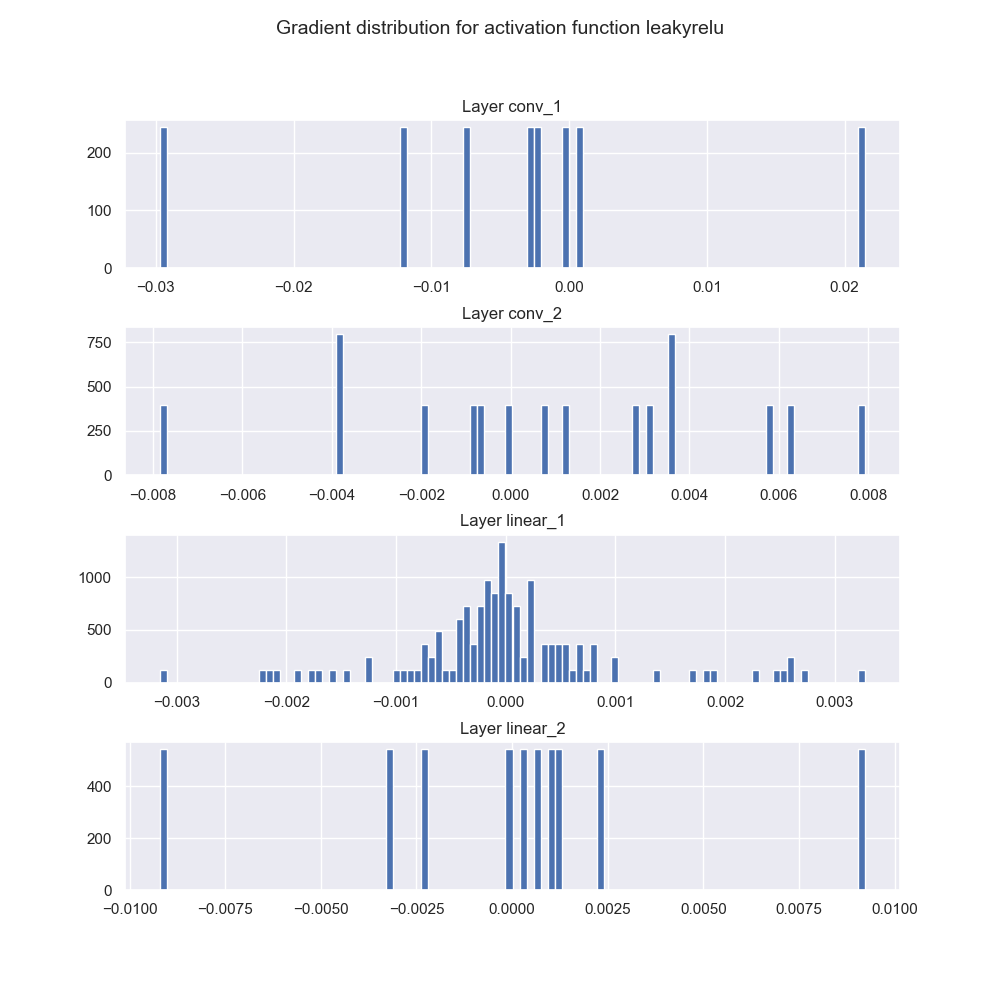 Gradient distribution for activation function leakyrelu
Layer conv_1
200
100
0
−0.03 −0.02 −0.01 0.00 0.01 0.02
Layer conv_2
750
500
250
0
−0.008 −0.006 −0.004 −0.002 0.000 0.002 0.004 0.006 0.008
Layer linear_1
1000
500
0
−0.003 −0.002 −0.001 0.000 0.001 0.002 0.003
Layer linear_2
400
200
0
−0.0100 −0.0075 −0.0050 −0.0025 0.0000 0.0025 0.0050 0.0075 0.0100